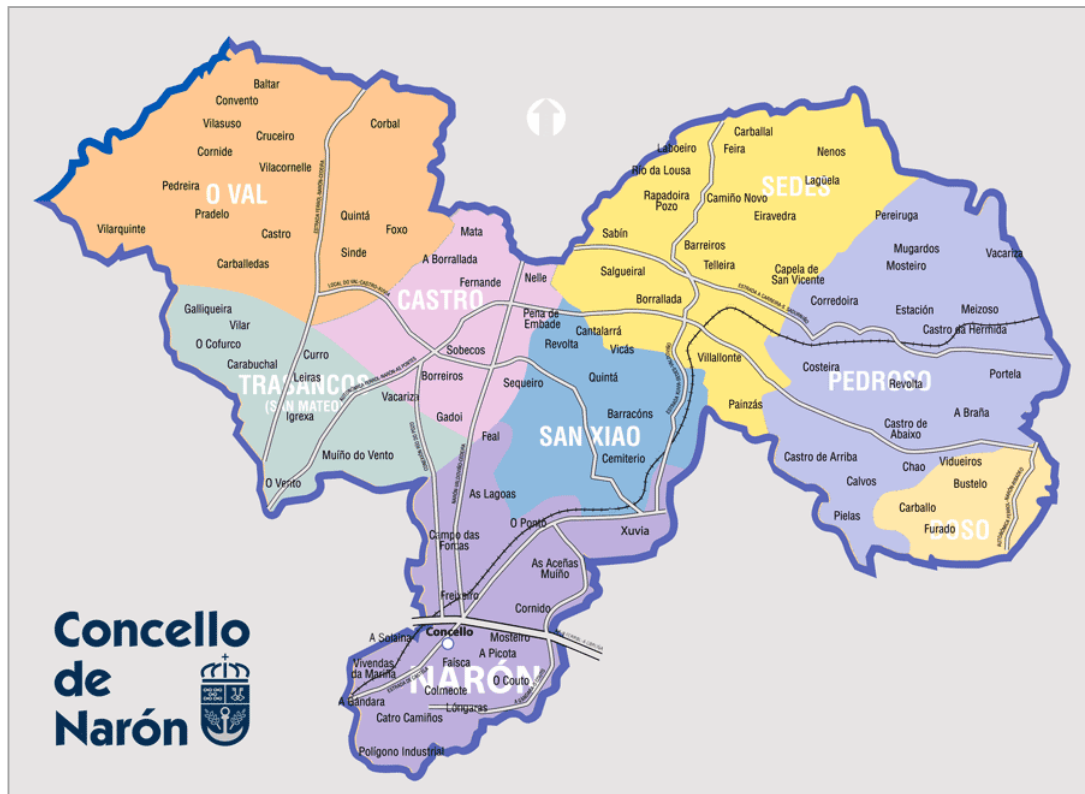 Baltar
Convento
Vilasuso
Cruceiro
Corbal
Cornide
Vilacornelle
Pedreira
O VAL
Pradelo
Quintá
Foxo
Vilarquinte
Castro
Sinde
Carballedas
Carballal
Laboeiro
Feira
Nenos
Río da Lousa
Lagüela
SEDES
Rapadoira
Pozo
Camiño Novo
Eiravedra
Pereiruga
Sabín
Barreiros
Telleira
Salgueiral
Capela de
San Vicente
Borrallada
Villallonte
Painzás
Mugardos
Mosteiro
Vacariza
Corredoira
Estación
Meizoso
Castro da Hermida
Costeira
PEDROSO
Revolta
Portela
A Braña
Castro de
Abaixo
Castro de Arriba
Chao
Vidueiros
Calvos
Bustelo
Carballo
Pielas
Furado
DOSO
Mata
A Borrallada
Fernande
Nelle
CASTRO
Pena de
Embade
Sobecos
Borreiros
Sequeiro
Gadoi
Feal
Cantalarrá
Revolta
Vicás
Quintá
Barracóns
SAN XIAO
Cemiterio
Galliqueira
Vilar
O Cofurco
Curro
Carabuchal
Leiras
TRASANCOS
(SAN MATEO)
Igrexa
Vacariza
Muíño do Vento
O Vento
As Lagoas
O Ponto
Xuvia
Campo das
Forcas
As Aceñas
Muíño
Freixeiro
Cornido
Concello
A Solaina
Mosteiro
A Picota
Vivendas
da Mariña
Faisca
NARÓN
O Couto
Colmeote
A Gándara
Lóngaras
Catro Camiños
Polígono Industrial
Concello
de
Narón